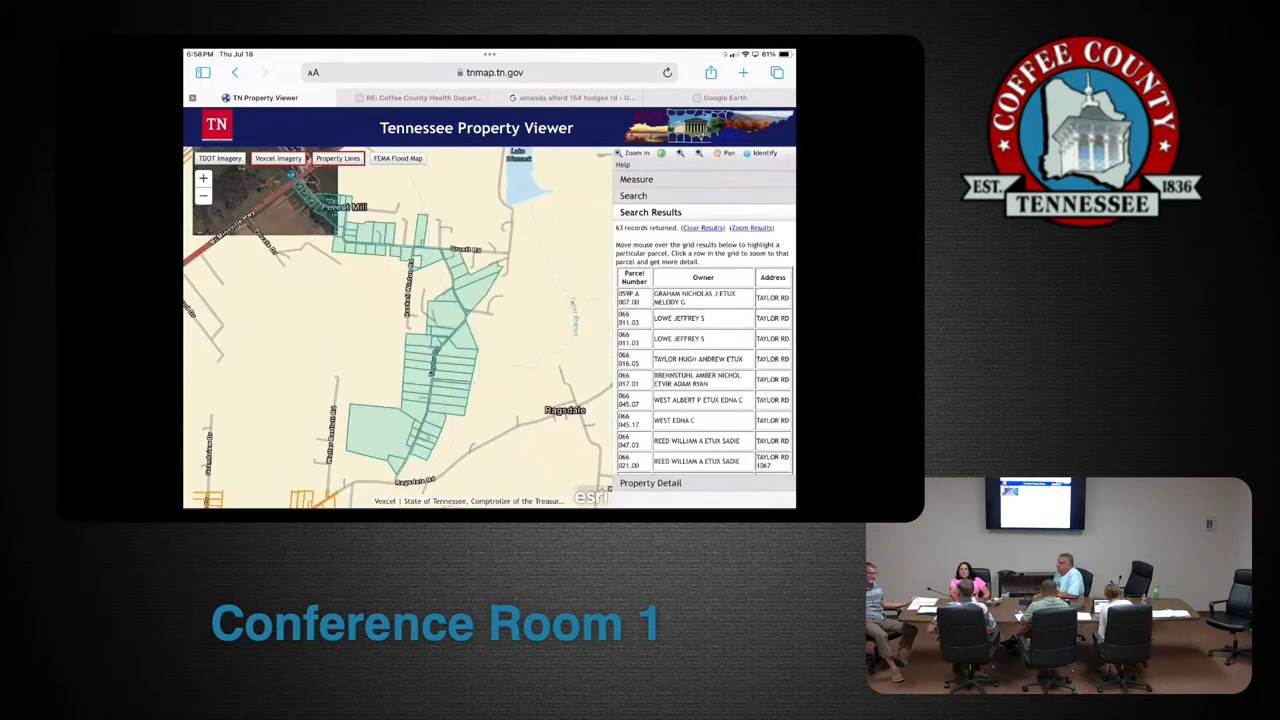 6:58 PM Thu Jul 18
81%
AA
tnmap.tn.gov
TN Property Viewer
RE: Coffee County Health Depart...
amanda alford 154 hodges rd - G...
Google Earth
TN
Tennessee Property Viewer
TDOT Imagery
Vexcel Imagery
Property Lines
FEMA Flood Map
+
−
Forest Mill
McMinnville Hwy
Gruett Rd
Ragsdale
Ragsdale Rd
Vexcel | State of Tennessee, Comptroller of the Treasur...
esri
Zoom in
Pan
Identify
Help
Measure
Search
Search Results
63 records returned. (Clear Results) (Zoom Results)
Move mouse over the grid results below to highlight a
particular parcel. Click a row in the grid to zoom to that
parcel and get more detail.
Parcel Number Owner Address
059P A 007.00 GRAHAM NICHOLAS J ETUX MELODY G TAYLOR RD
066 011.03 LOWE JEFFREY S TAYLOR RD
066 011.03 LOWE JEFFREY S TAYLOR RD
066 016.05 TAYLOR HUGH ANDREW ETUX TAYLOR RD
066 017.01 BRENNSTUHL AMBER NICHOL ETVIR ADAM RYAN TAYLOR RD
066 045.07 WEST ALBERT P ETUX EDNA C TAYLOR RD
066 045.17 WEST EDNA C TAYLOR RD
066 047.03 REED WILLIAM A ETUX SADIE TAYLOR RD
066 021.00 REED WILLIAM A ETUX SADIE TAYLOR RD 1067
Property Detail
COFFEE COUNTY
EST. 1836
TENNESSEE
Conference Room 1